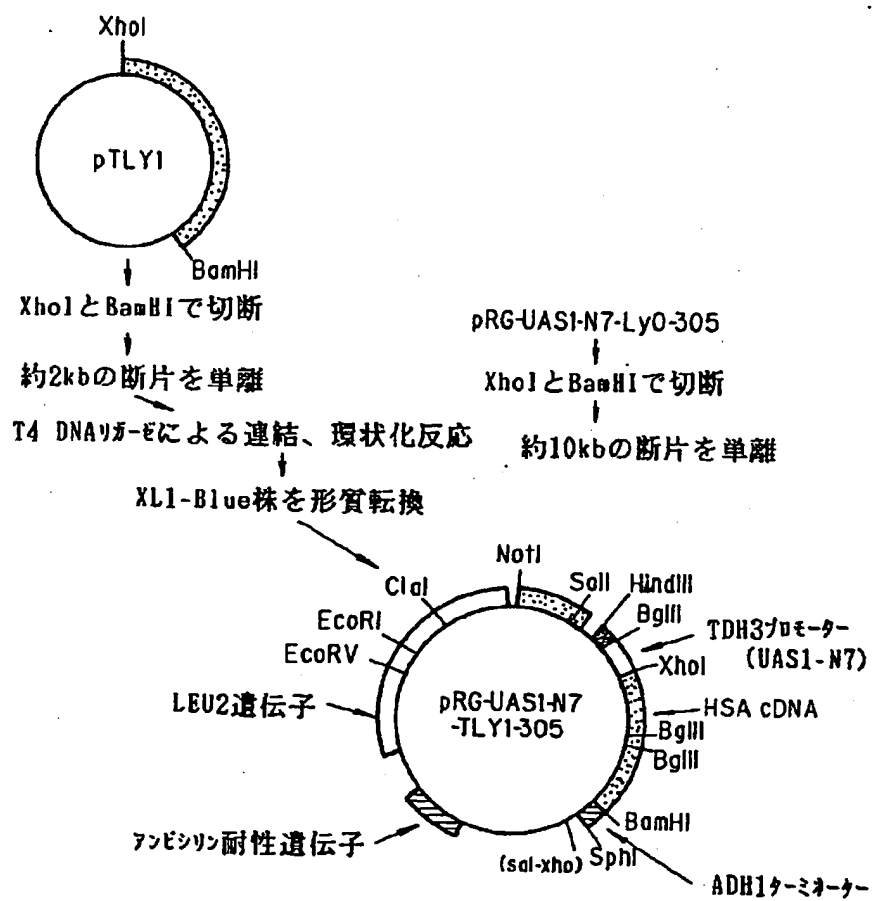 XhoI
pTLY1
BamHI
XhoIとBamHIで切断
約2kbの断片を単離
pRG-UAS1-N7-LyO-305
XhoIとBamHIで切断
約10kbの断片を単離
T4 DNAリガーゼによる連結、環状化反応
XL1-Blue株を形質転換
NotI
SalI
HindIII
BglII
TDH3プロモーター
(UAS1-N7)
XhoI
HSA cDNA
BglII
BglII
BamHI
SphI
(sal-xho)
ADH1ターミネーター
ClaI
EcoRI
EcoRV
LEU2遺伝子
pRG-UAS1-N7
-TLY1-305
アンピシリン耐性遺伝子